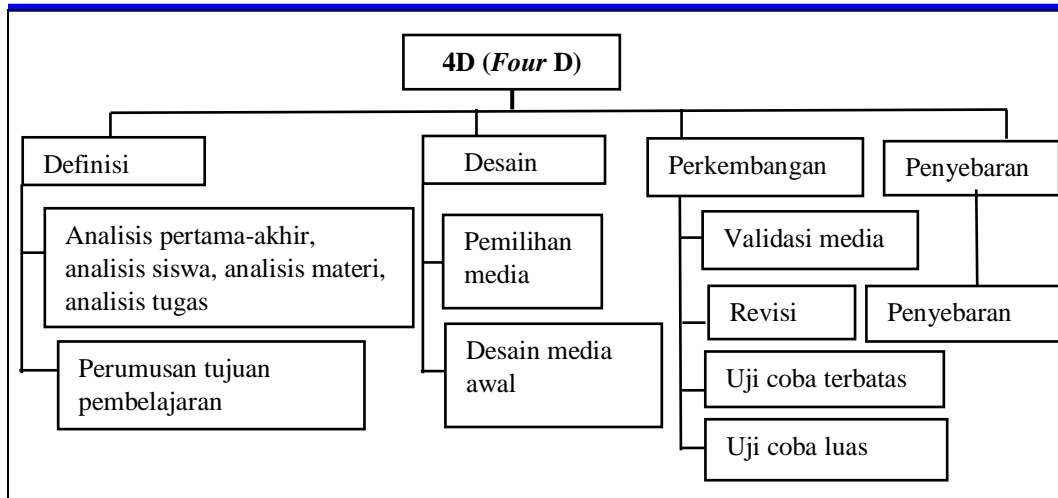 4D (Four D)
Definisi
Analisis pertama-akhir,
analisis siswa, analisis materi,
analisis tugas
Perumusan tujuan
pembelajaran
Desain
Pemilihan
media
Desain media
awal
Perkembangan
Validasi media
Revisi
Uji coba terbatas
Uji coba luas
Penyebaran
Penyebaran